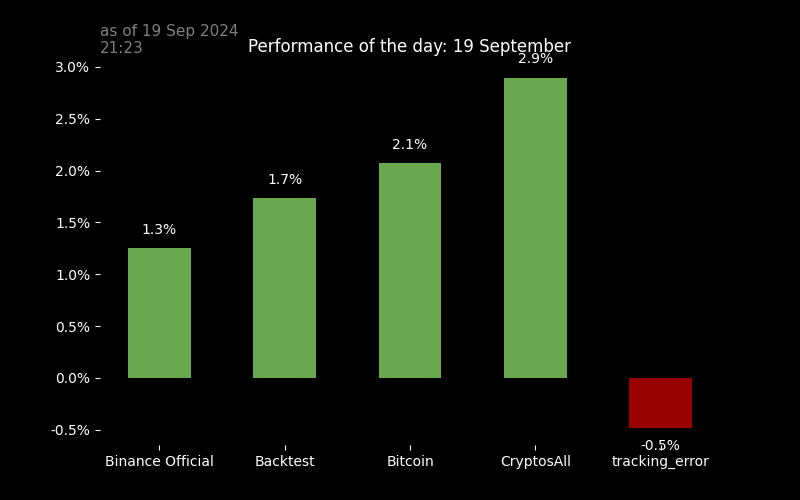 as of 19 Sep 2024
21:23
Performance of the day: 19 September
3.0%
2.5%
2.0%
1.5%
1.0%
0.5%
0.0%
-0.5%
1.3%
1.7%
2.1%
2.9%
-0.5%
Binance Official
Backtest
Bitcoin
CryptosAll
tracking_error